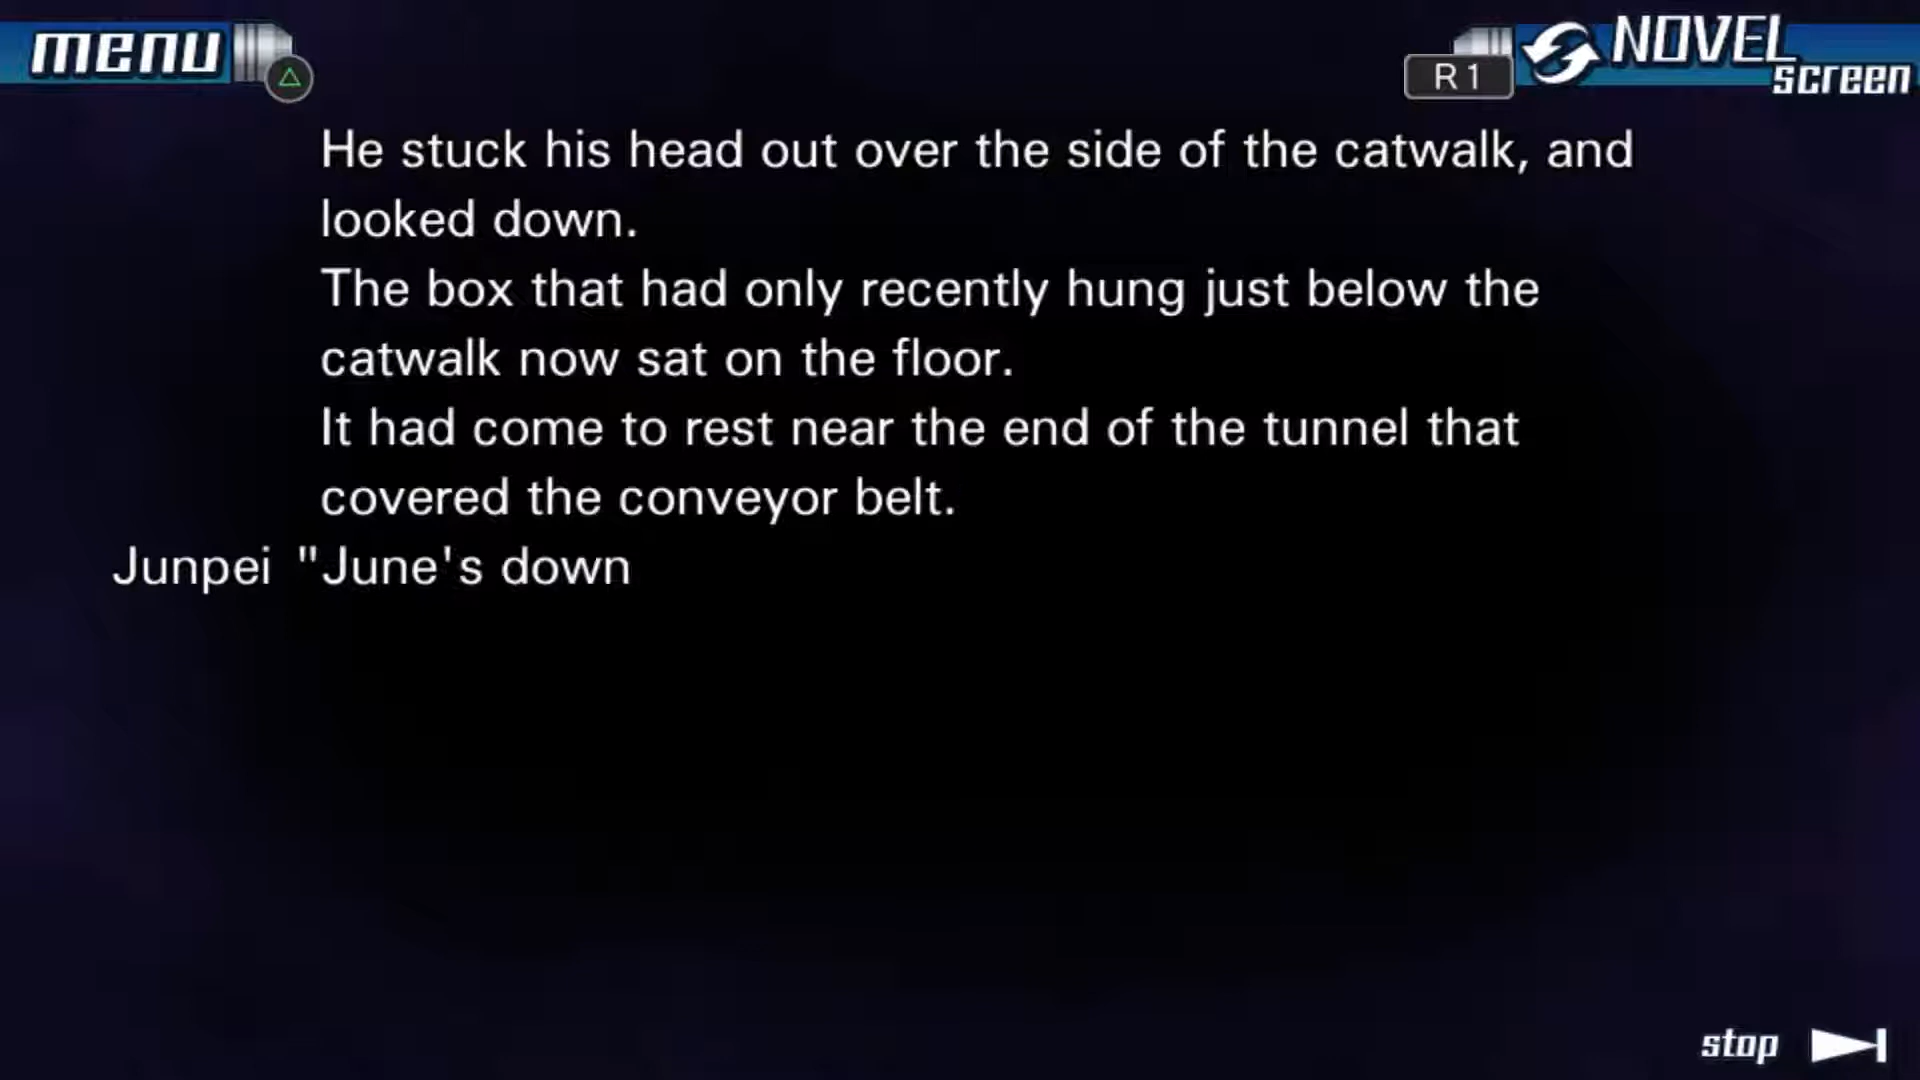 menu
R1 NOVEL
screen
He stuck his head out over the side of the catwalk, and
looked down.
The box that had only recently hung just below the
catwalk now sat on the floor.
It had come to rest near the end of the tunnel that
covered the conveyor belt.
Junpei "June's down
stop